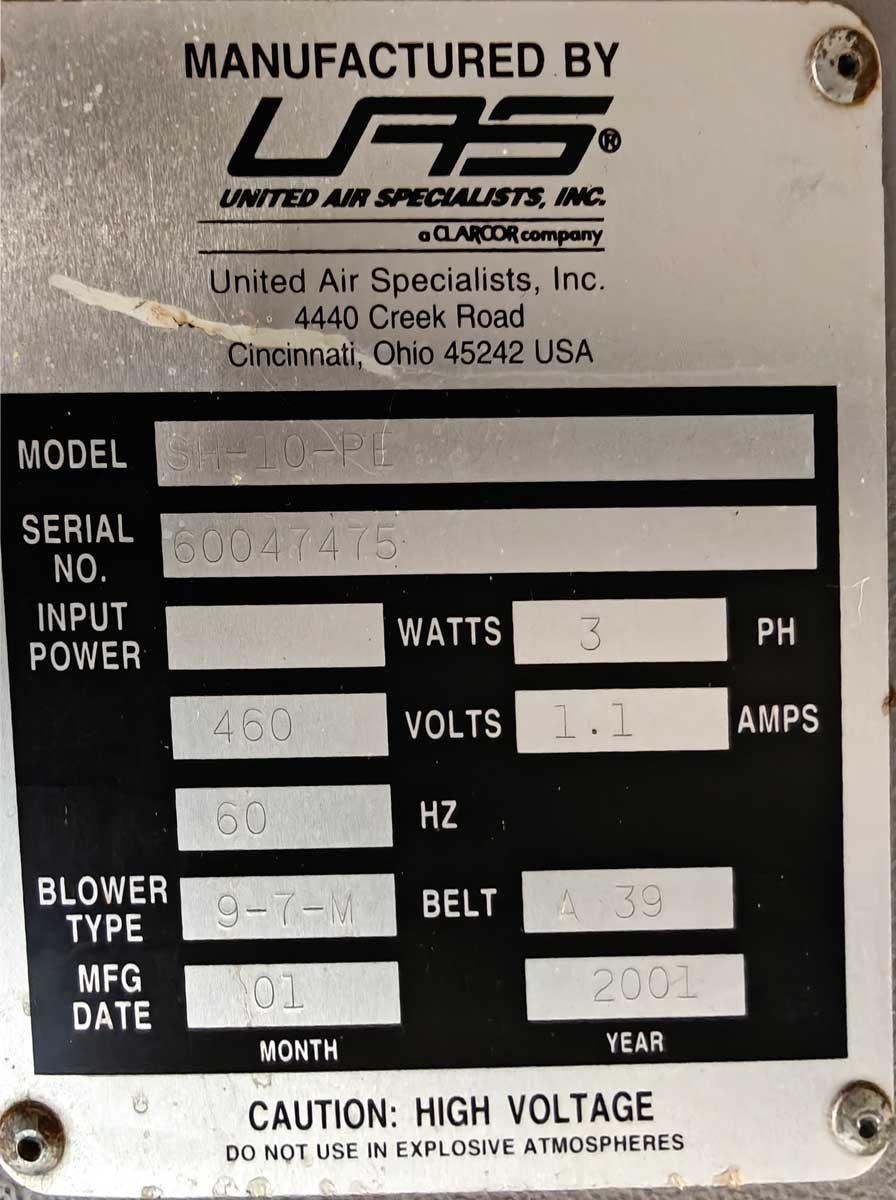 MANUFACTURED BY
UAS®
UNITED AIR SPECIALISTS, INC.
a CLARCOR company
United Air Specialists, Inc.
4440 Creek Road
Cincinnati, Ohio 45242 USA
MODEL SH-10-PE
SERIAL NO. 60047475
INPUT POWER WATTS 3 PH
460 VOLTS 1.1 AMPS
60 HZ
BLOWER TYPE 9-7-M BELT A 39
MFG DATE 01 2001
MONTH YEAR
CAUTION: HIGH VOLTAGE
DO NOT USE IN EXPLOSIVE ATMOSPHERES